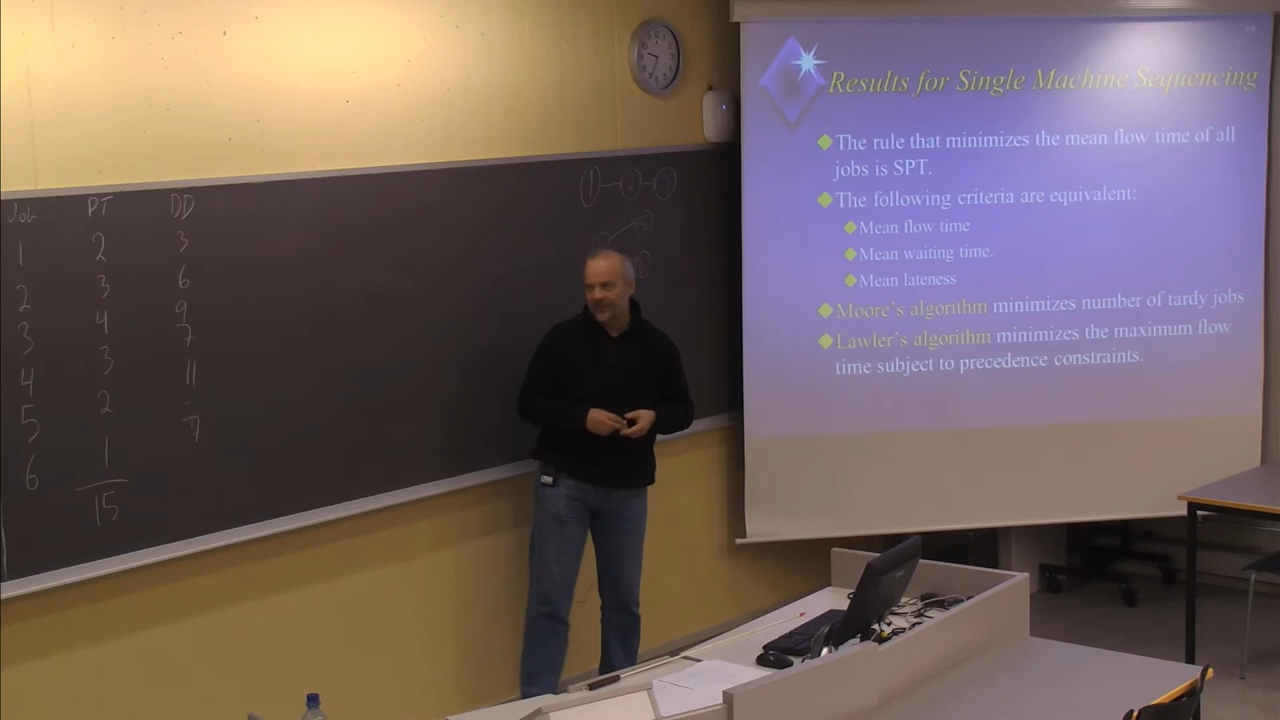 Job PT DD
1 2 3
2 3 6
3 4 9
4 3 7
5 2 11
6 1 7
15
1 2 3
Results for Single Machine Sequencing
The rule that minimizes the mean flow time of all
jobs is SPT.
The following criteria are equivalent:
Mean flow time
Mean waiting time.
Mean lateness
Moore's algorithm minimizes number of tardy jobs
Lawler's algorithm minimizes the maximum flow
time subject to precedence constraints.